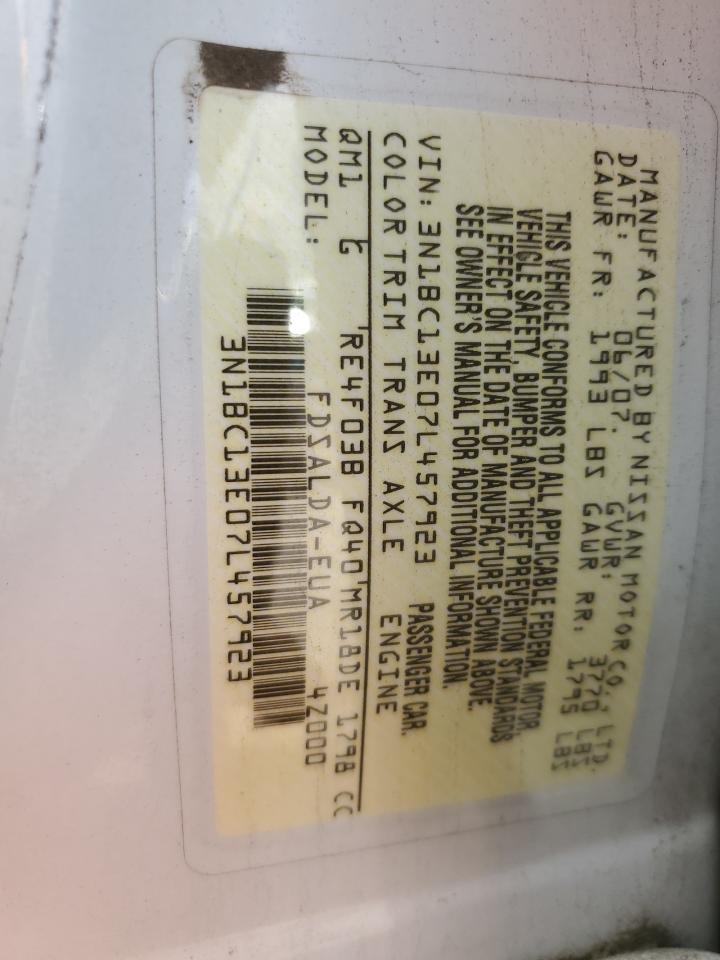 MANUFACTURED BY NISSAN MOTOR CO., LTD.
DATE: 06/07. GVWR: 3770 LBS
GAWR FR: 1993 LBS GAWR RR: 1795 LBS
THIS VEHICLE CONFORMS TO ALL APPLICABLE FEDERAL MOTOR
VEHICLE SAFETY, BUMPER AND THEFT PREVENTION STANDARDS
IN EFFECT ON THE DATE OF MANUFACTURE SHOWN ABOVE.
SEE OWNER'S MANUAL FOR ADDITIONAL INFORMATION.
VIN: 3N1BC13E07L457923 PASSENGER CAR.
COLOR TRIM TRANS AXLE ENGINE
QM1 G RE4F03B FQ40 MR18DE 1798 CC
MODEL: FDSALDA-EUA 4Z000
3N1BC13E07L457923